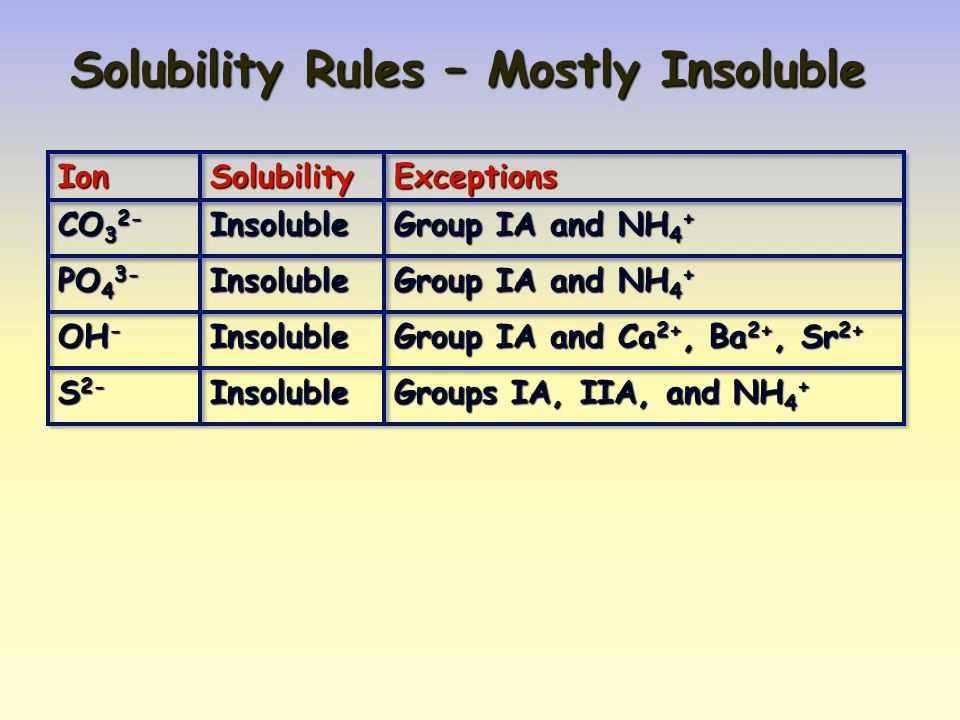 Solubility Rules – Mostly Insoluble
Ion Solubility Exceptions
CO₃²⁻ Insoluble Group IA and NH₄⁺
PO₄³⁻ Insoluble Group IA and NH₄⁺
OH⁻ Insoluble Group IA and Ca²⁺, Ba²⁺, Sr²⁺
S²⁻ Insoluble Groups IA, IIA, and NH₄⁺